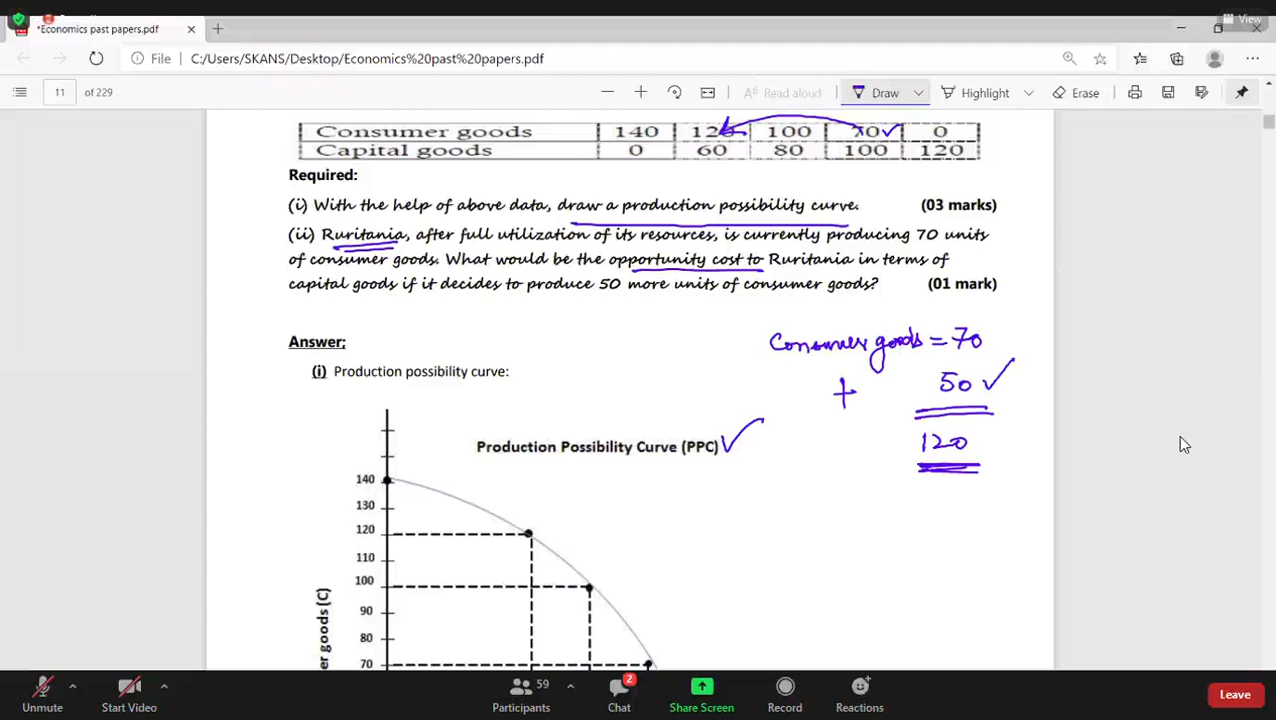 View
*Economics past papers.pdf
File C:/Users/SKANS/Desktop/Economics%20past%20papers.pdf
11 of 229 Read aloud Draw Highlight Erase
Consumer goods 140 120 100 70 0
Capital goods 0 60 80 100 120
Required:
(i) With the help of above data, draw a production possibility curve. (03 marks)
(ii) Ruritania, after full utilization of its resources, is currently producing 70 units
of consumer goods. What would be the opportunity cost to Ruritania in terms of
capital goods if it decides to produce 50 more units of consumer goods? (01 mark)
Answer:
Consumer goods = 70
(i) Production possibility curve:
+ 50
120
Production Possibility Curve (PPC)
140
130
120
110
100
90
80
70
er goods (C)
Unmute Start Video 59 Participants 2 Chat Share Screen Record Reactions Leave